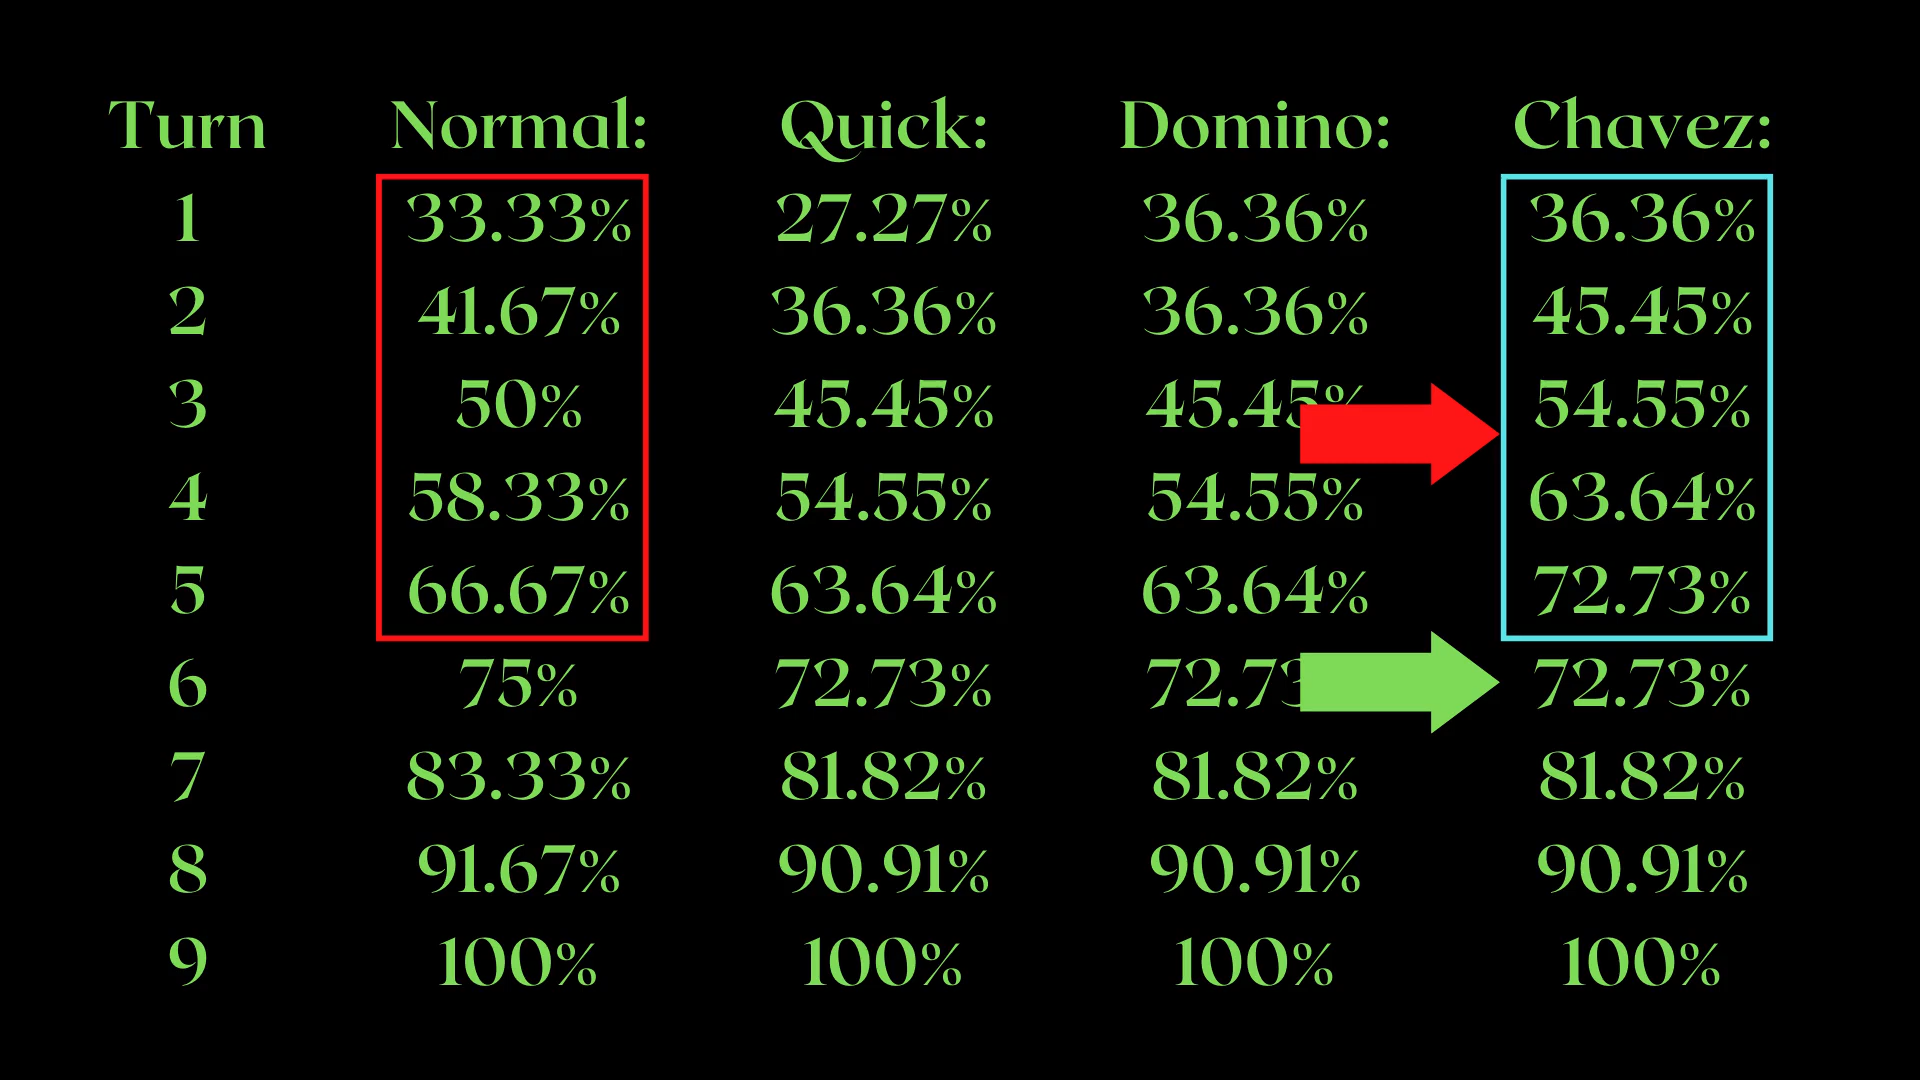 Turn Normal: Quick: Domino: Chavez:
1 33.33% 27.27% 36.36% 36.36%
2 41.67% 36.36% 36.36% 45.45%
3 50% 45.45% 45.45% 54.55%
4 58.33% 54.55% 54.55% 63.64%
5 66.67% 63.64% 63.64% 72.73%
6 75% 72.73% 72.73 72.73%
7 83.33% 81.82% 81.82% 81.82%
8 91.67% 90.91% 90.91% 90.91%
9 100% 100% 100% 100%